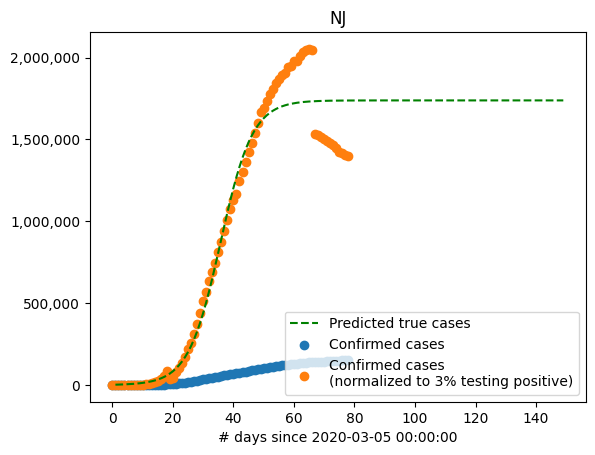 NJ
2,000,000
1,500,000
1,000,000
500,000
0
Predicted true cases
Confirmed cases
Confirmed cases
(normalized to 3% testing positive)
0 20 40 60 80 100 120 140
# days since 2020-03-05 00:00:00